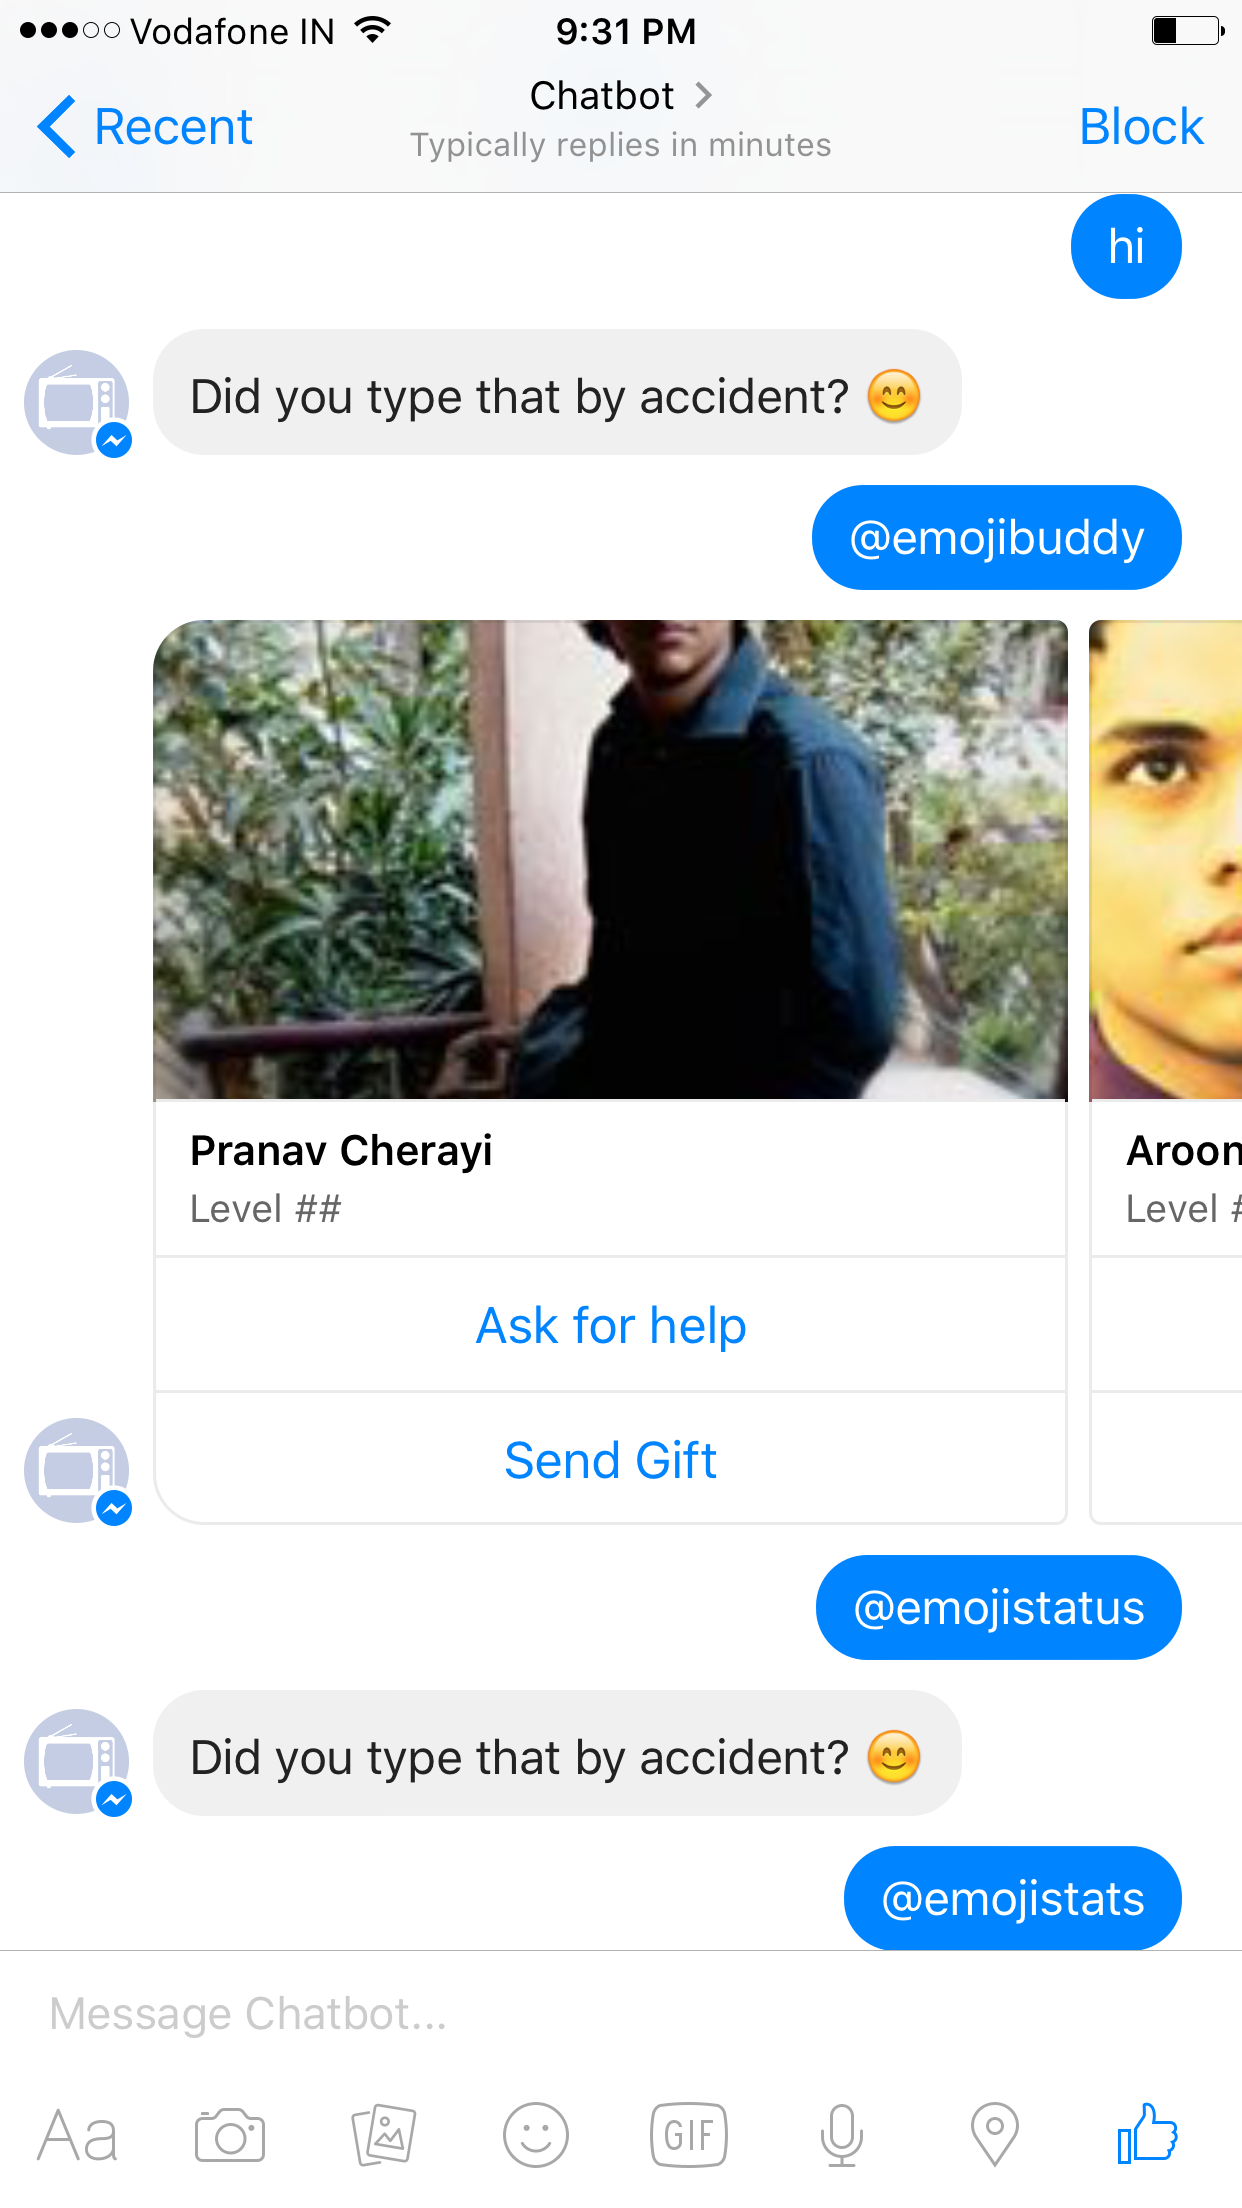 Vodafone IN 9:31 PM
Recent
Chatbot
Typically replies in minutes
Block
hi
Did you type that by accident? 😊
@emojibuddy
Pranav Cherayi
Level ##
Ask for help
Send Gift
Aroon
Level #
@emojistatus
Did you type that by accident? 😊
@emojistats
Message Chatbot...
Aa
GIF